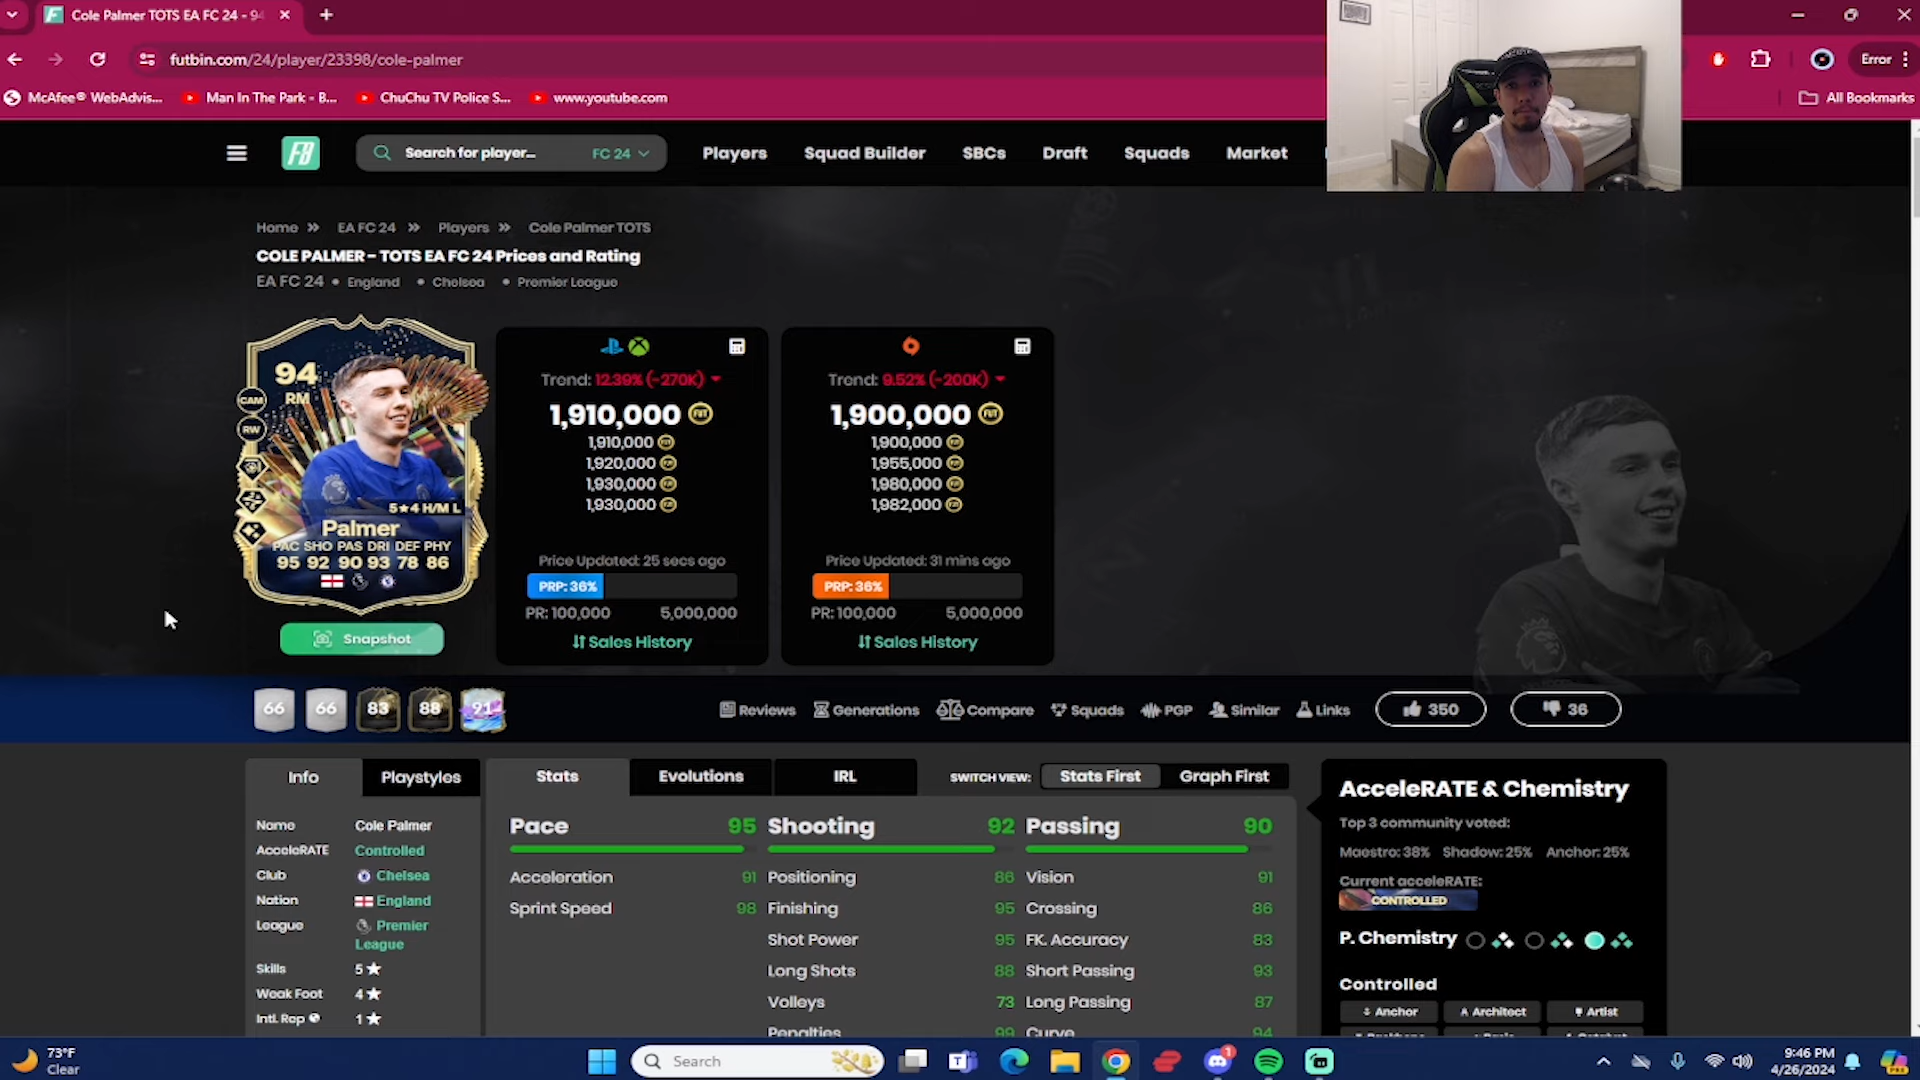 Cole Palmer TOTS EA FC 24 - 94
futbin.com/24/player/23398/cole-palmer
Error
McAfee® WebAdvis...
Man In The Park - B...
ChuChu TV Police S...
www.youtube.com
All Bookmarks
Search for player...
FC 24
Players
Squad Builder
SBCs
Draft
Squads
Market
Home » EA FC 24 » Players » Cole Palmer TOTS
COLE PALMER - TOTS EA FC 24 Prices and Rating
EA FC 24 • England • Chelsea • Premier League
94
RM
CAM
RW
5★4 H/M L
Palmer
PAC SHO PAS DRI DEF PHY
95 92 90 93 78 86
Snapshot
Trend: 12.39% (-270K)
1,910,000
1,910,000
1,920,000
1,930,000
1,930,000
Price Updated: 25 secs ago
PRP: 36%
PR: 100,000 5,000,000
Sales History
Trend: 9.52% (-200K)
1,900,000
1,900,000
1,955,000
1,980,000
1,982,000
Price Updated: 31 mins ago
PRP: 36%
PR: 100,000 5,000,000
Sales History
66
66
83
88
91
Reviews
Generations
Compare
Squads
PGP
Similar
Links
350
36
Info
Playstyles
Name Cole Palmer
AcceleRATE Controlled
Club Chelsea
Nation England
League Premier
League
Skills 5★
Weak Foot 4★
Intl. Rep 1★
Stats
Evolutions
IRL
SWITCH VIEW:
Stats First
Graph First
Pace 95
Acceleration 91
Sprint Speed 98
Shooting 92
Positioning 86
Finishing 95
Shot Power 95
Long Shots 88
Volleys 73
Penalties 99
Passing 90
Vision 91
Crossing 86
FK. Accuracy 83
Short Passing 93
Long Passing 87
Curve 94
AcceleRATE & Chemistry
Top 3 community voted:
Maestro: 38% Shadow: 25% Anchor: 25%
Current acceleRATE:
CONTROLLED
P. Chemistry
Controlled
Anchor
Architect
Artist
73°F
Clear
Search
1
9:46 PM
4/26/2024